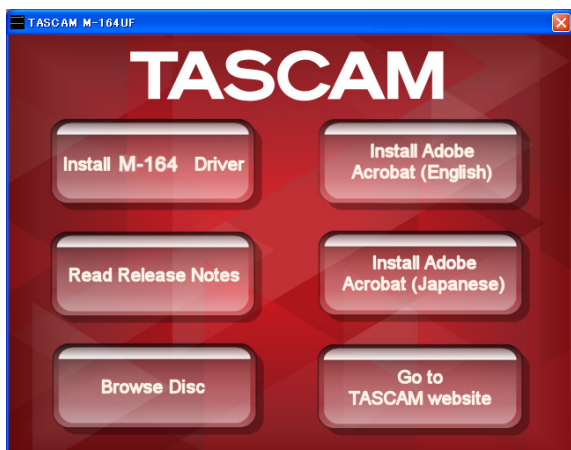 TASCAM M-164UF
TASCAM
Install M-164 Driver
Install Adobe
Acrobat (English)
Read Release Notes
Install Adobe
Acrobat (Japanese)
Browse Disc
Go to
TASCAM website